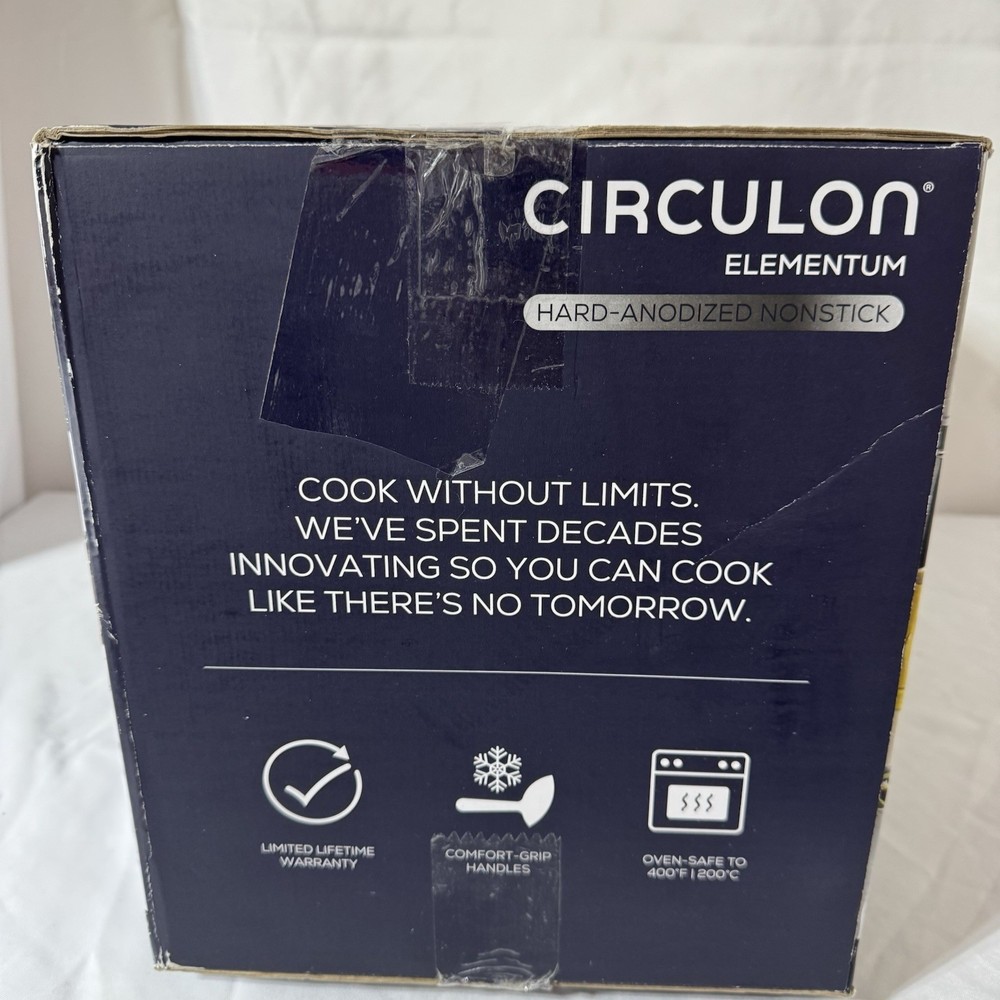 CIRCULON®
ELEMENTUM
HARD-ANODIZED NONSTICK
COOK WITHOUT LIMITS.
WE'VE SPENT DECADES
INNOVATING SO YOU CAN COOK
LIKE THERE'S NO TOMORROW.
LIMITED LIFETIME
WARRANTY
COMFORT-GRIP
HANDLES
OVEN-SAFE TO
400°F | 200°C